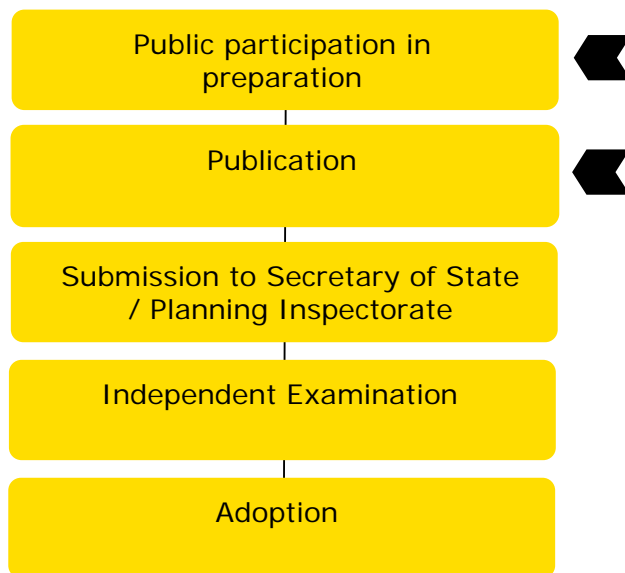 Public participation in
preparation
Publication
Submission to Secretary of State
/ Planning Inspectorate
Independent Examination
Adoption